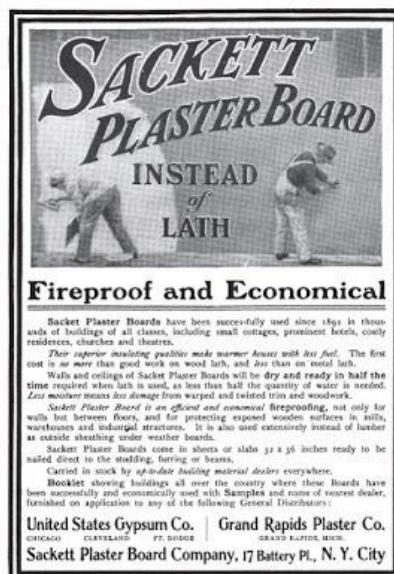 SACKETT
PLASTER BOARD
INSTEAD
of
LATH
Fireproof and Economical
Sacket Plaster Boards have been successfully used since 1891 in thous-
ands of buildings of all classes, including small cottages, prominent hotels, costly
residences, churches and theatres.
Their superior insulating qualities make warmer houses with less fuel. The first
cost is no more than good work on wood lath, and less than on metal lath.
Walls and ceilings of Sacket Plaster Boards will be dry and ready in half the
time required when lath is used, as less than half the quantity of water is needed.
Less moisture means less damage from warped and twisted trim and woodwork.
Sackett Plaster Board is an efficient and economical fireproofing, not only for
walls but between floors, and for protecting exposed wooden surfaces in mills,
warehouses and industrial structures. It is also used extensively instead of lumber
as outside sheathing under weather boards.
Sackett Plaster Boards come in sheets or slabs 32 x 36 inches ready to be
nailed direct to the studding, furring or beams.
Carried in stock by up-to-date building material dealers everywhere.
Booklet showing buildings all over the country where these Boards have
been successfully and economically used with Samples and name of nearest dealer,
furnished on application to any of the following General Distributors:
United States Gypsum Co.
CHICAGO CLEVELAND FT. DODGE
Grand Rapids Plaster Co.
GRAND RAPIDS, MICH.
Sackett Plaster Board Company, 17 Battery Pl., N. Y. City